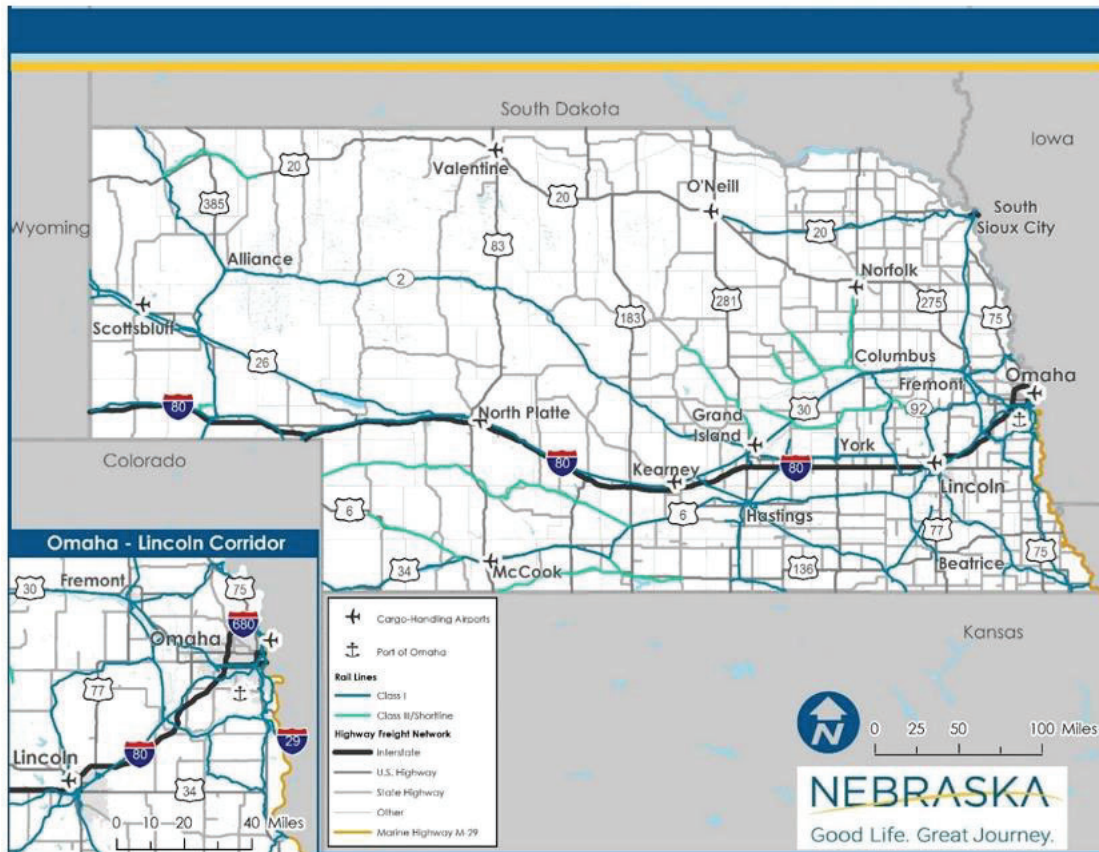 South Dakota
Iowa
Wyoming
Colorado
Kansas
Valentine
O'Neill
South
Sioux City
20
385
20
83
20
Alliance
2
Norfolk
281
275
183
75
Scottsbluff
26
Columbus
Omaha
Fremont
80
North Platte
30
92
Grand
Island
York
Kearney
80
80
Lincoln
6
6
Hastings
77
75
34
McCook
136
Beatrice
Omaha - Lincoln Corridor
30
Fremont
75
680
Omaha
77
80
29
Lincoln
34
0 10 20 40 Miles
Cargo-Handling Airports
Port of Omaha
Rail Lines
Class I
Class III/Shortline
Highway Freight Network
Interstate
U.S. Highway
State Highway
Other
Marine Highway M-29
N
0 25 50 100 Miles
NEBRASKA
Good Life. Great Journey.